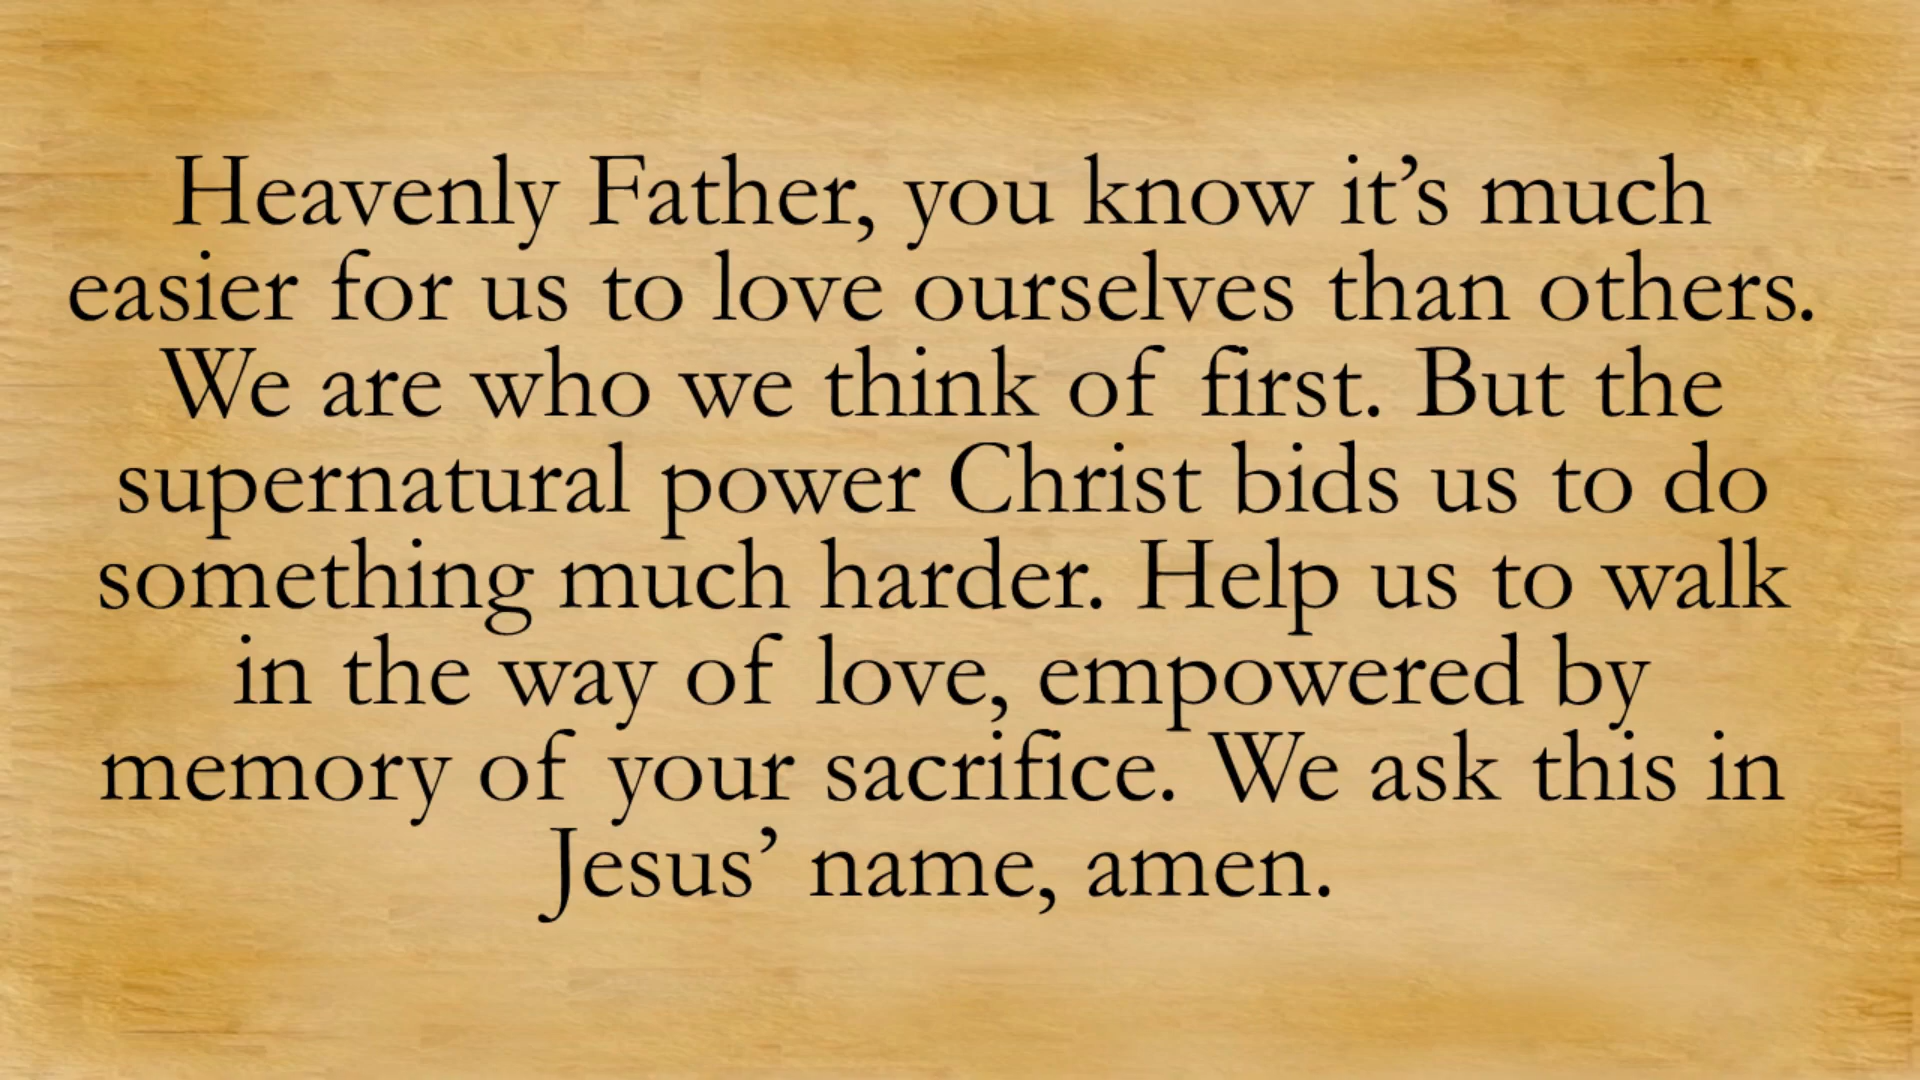 Heavenly Father, you know it’s much
easier for us to love ourselves than others.
We are who we think of first. But the
supernatural power Christ bids us to do
something much harder. Help us to walk
in the way of love, empowered by
memory of your sacrifice. We ask this in
Jesus’ name, amen.